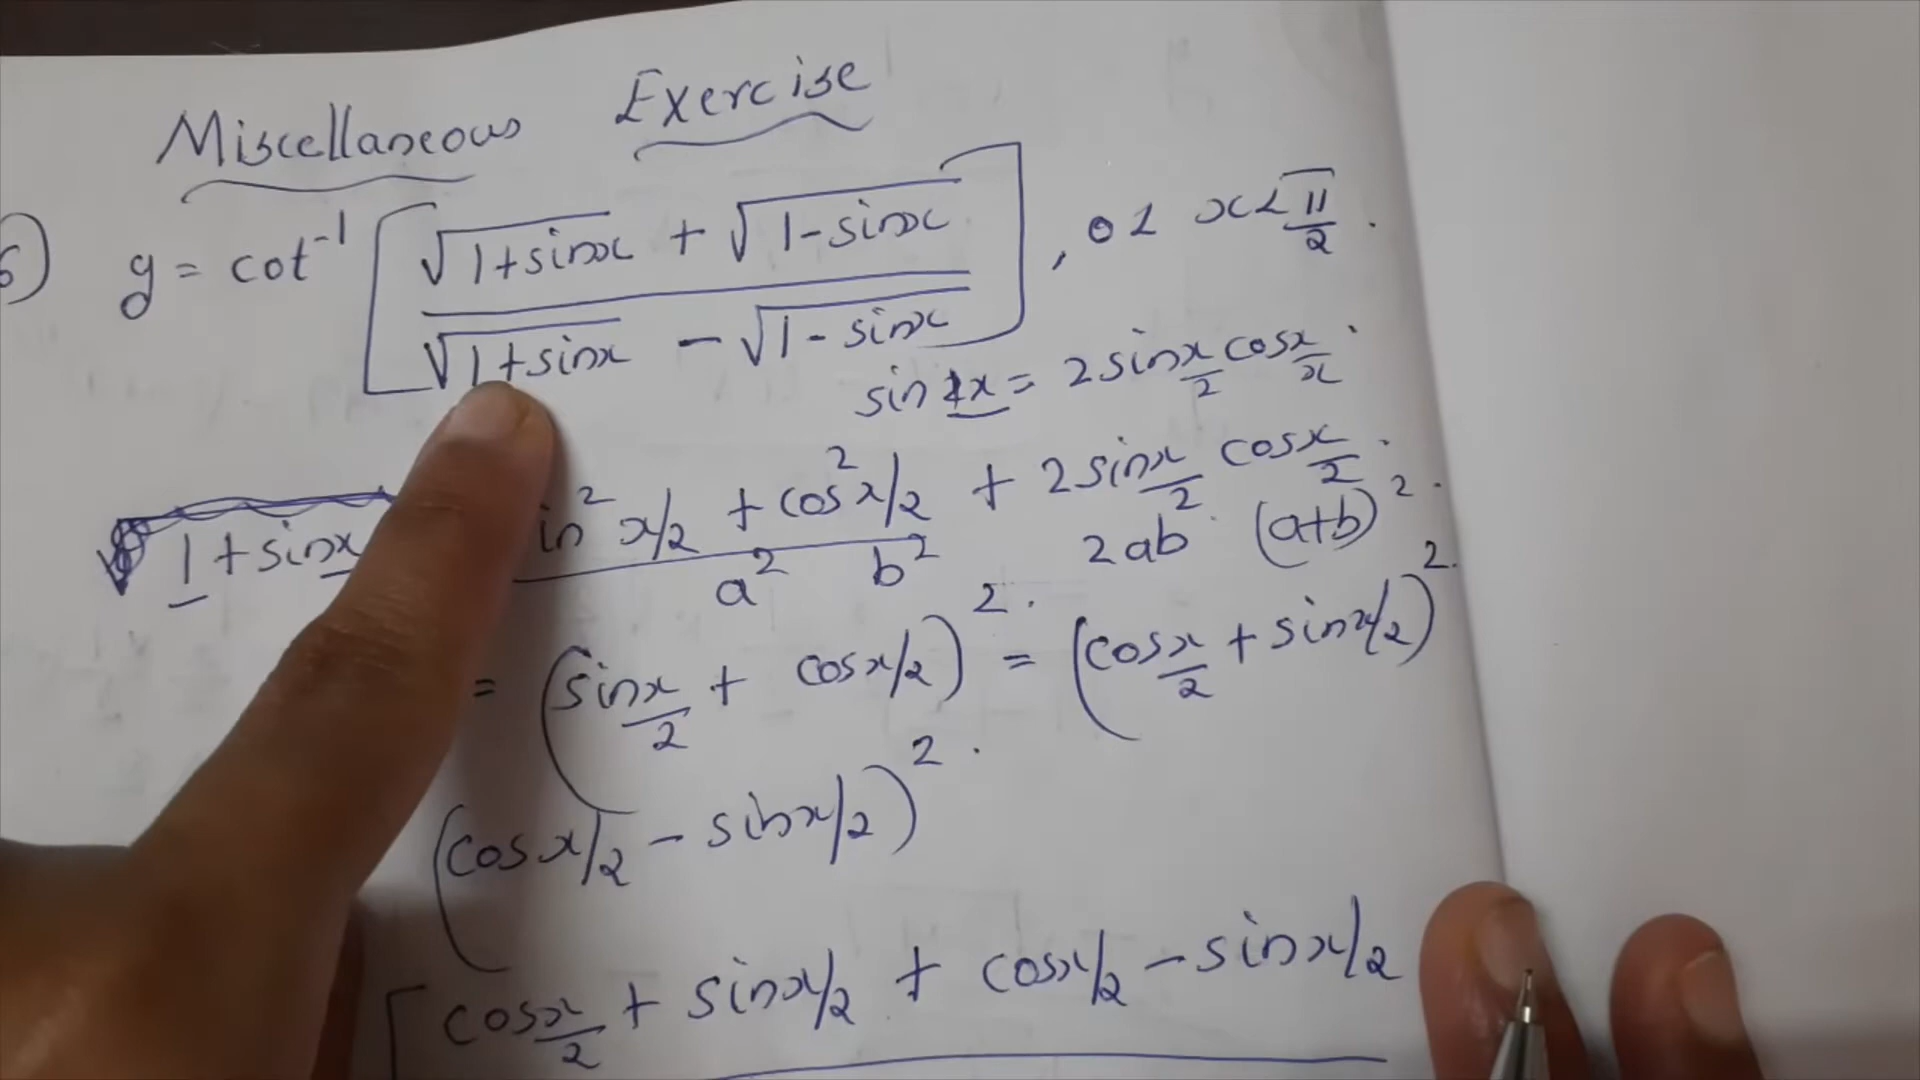 Miscellaneous Exercise
6) y = cot⁻¹ [ (√(1+sinx) + √(1-sinx)) / (√(1+sinx) - √(1-sinx)) ] , 0 < x < π/2 .
sin 2x = 2 sin x/2 cos x/x .
1 + sinx in² x/2 + cos² x/2 + 2 sin x/2 cos x/2 .
a² b² 2ab . (a+b)² .
= (sin x/2 + cos x/2)² . = (cos x/2 + sin x/2)² .
(cos x/2 - sin x/2)² .
[ cos x/2 + sin x/2 + cos x/2 - sin x/2